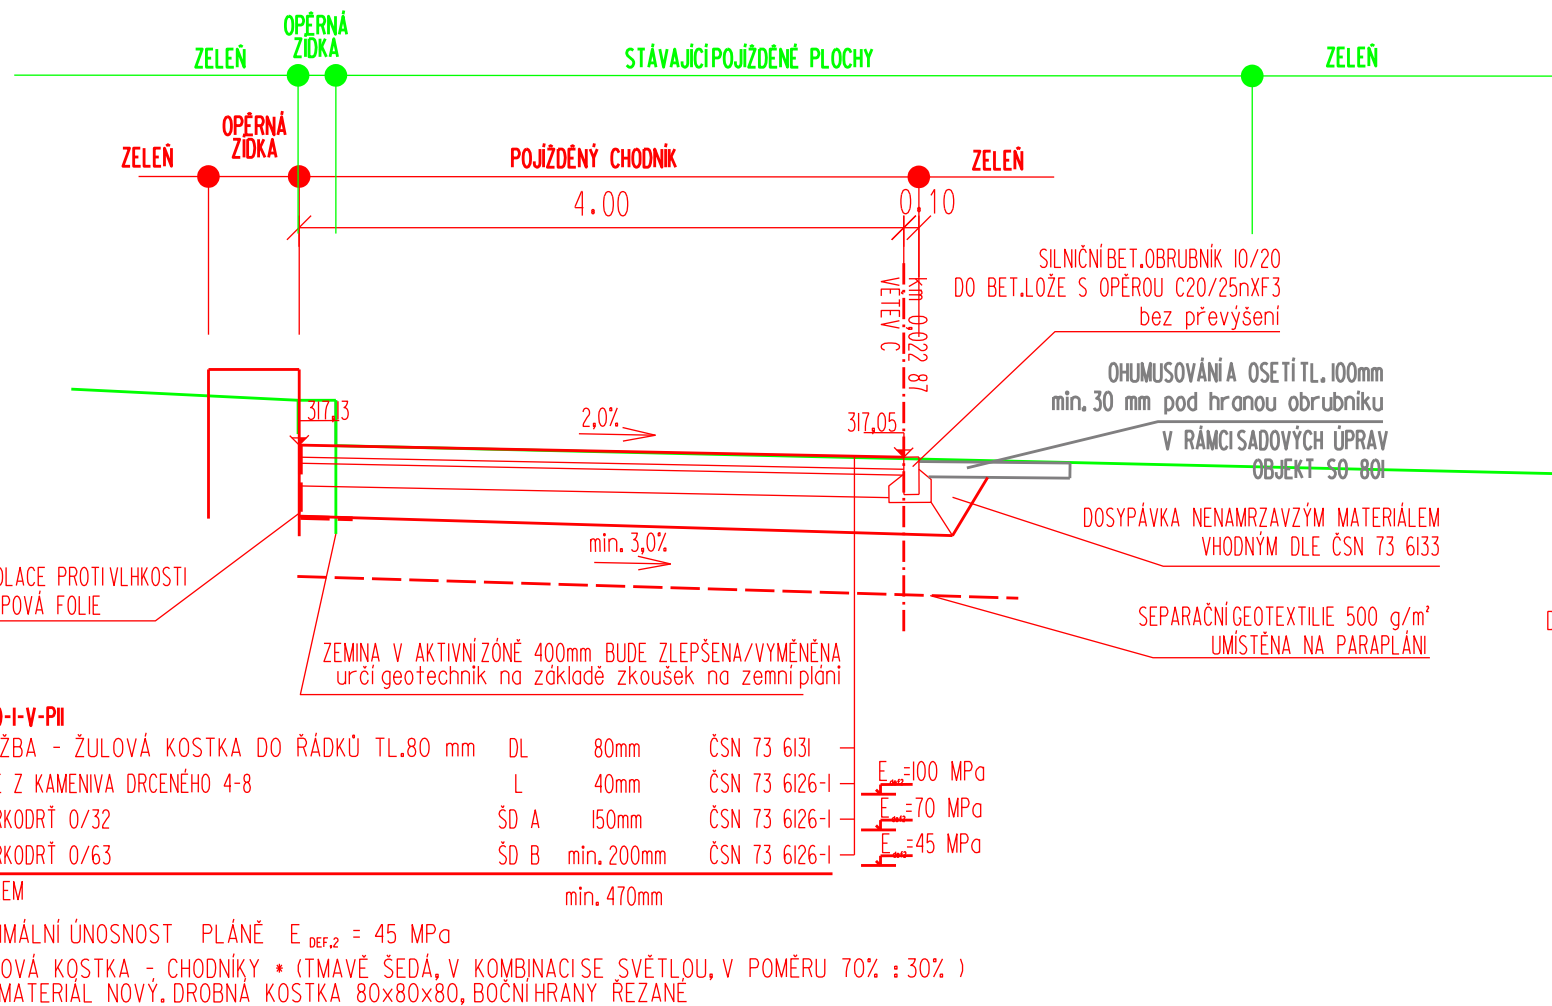 OPĚRNÁ
ZÍDKA
ZELEŇ
STÁVAJÍCÍ POJÍŽDĚNÉ PLOCHY
ZELEŇ
OPĚRNÁ
ZÍDKA
ZELEŇ
POJÍŽDĚNÝ CHODNÍK
ZELEŇ
4.00
0.10
SILNIČNÍ BET.OBRUBNÍK 10/20
DO BET.LOŽE S OPĚROU C20/25nXF3
bez převýšení
km 0,022 87
VĚTEV C
OHUMUSOVÁNÍ A OSETÍ TL. 100mm
min. 30 mm pod hranou obrubniku
V RÁMCI SADOVÝCH ÚPRAV
OBJEKT SO 801
317,13
2,0%
317,05
DOSYPÁVKA NENAMRZAVZÝM MATERIÁLEM
VHODNÝM DLE ČSN 73 6133
min. 3,0%
OLACE PROTI VLHKOSTI
POVÁ FOLIE
SEPARAČNÍ GEOTEXTILIE 500 g/m²
UMÍSTĚNA NA PARAPLÁNI
ZEMINA V AKTIVNÍ ZÓNĚ 400mm BUDE ZLEPŠENA/VYMĚNĚNA
určí geotechnik na základě zkoušek na zemní pláni
-I-V-PII
ŽBA - ŽULOVÁ KOSTKA DO ŘÁDKŮ TL.80 mm DL 80mm ČSN 73 6131
E Z KAMENIVA DRCENÉHO 4-8 L 40mm ČSN 73 6126-1
E def2 =100 MPa
RKODRŤ 0/32 ŠD A 150mm ČSN 73 6126-1
E def2 =70 MPa
RKODRŤ 0/63 ŠD B min. 200mm ČSN 73 6126-1
E def2 =45 MPa
EM min. 470mm
IMÁLNÍ ÚNOSNOST PLÁNĚ E DEF,2 = 45 MPa
OVÁ KOSTKA - CHODNÍKY * (TMAVĚ ŠEDÁ, V KOMBINACI SE SVĚTLOU, V POMĚRU 70% : 30% )
MATERIÁL NOVÝ. DROBNÁ KOSTKA 80x80x80, BOČNÍ HRANY ŘEZANÉ